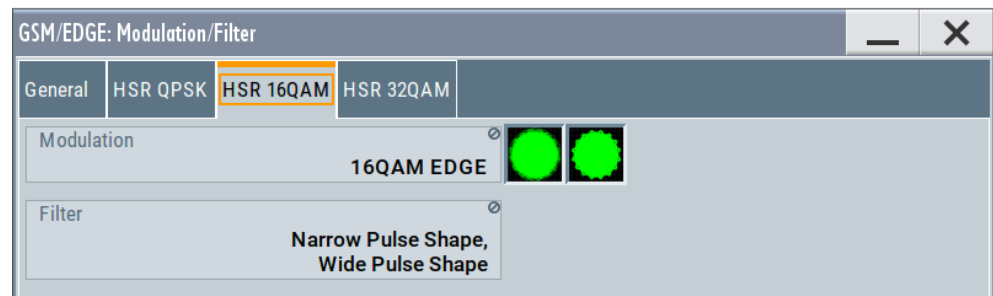 GSM/EDGE: Modulation/Filter
General HSR QPSK HSR 16QAM HSR 32QAM
Modulation
16QAM EDGE
Filter
Narrow Pulse Shape,
Wide Pulse Shape